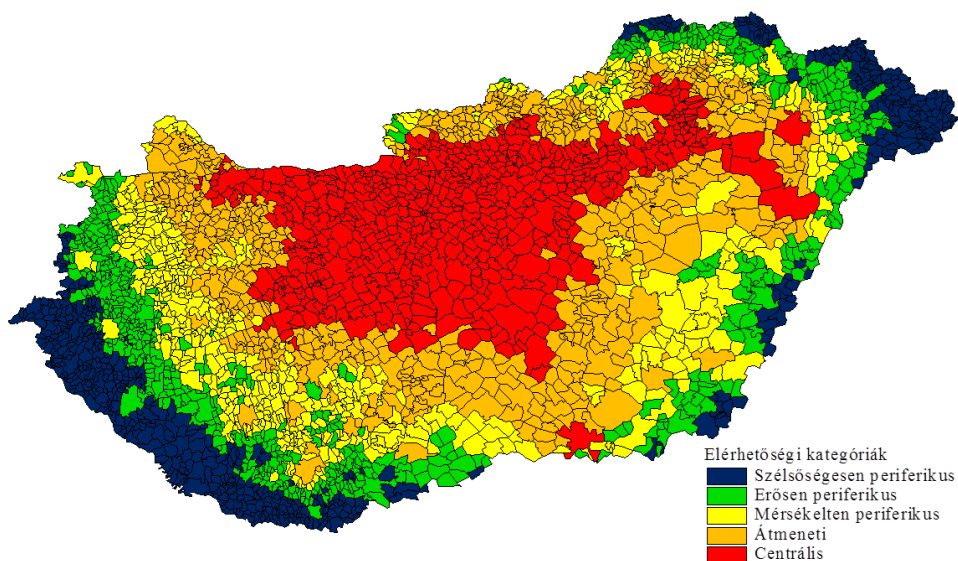 Elérhetőségi kategóriák
Szélsőségesen periferikus
Erősen periferikus
Mérsékelten periferikus
Átmeneti
Centrális